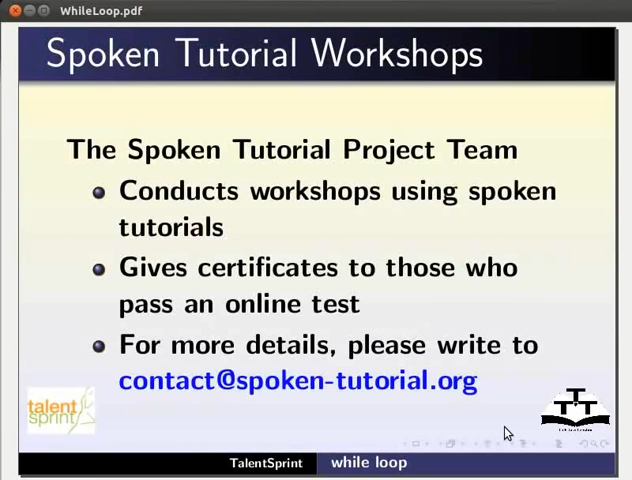 WhileLoop.pdf
Spoken Tutorial Workshops
The Spoken Tutorial Project Team
Conducts workshops using spoken
tutorials
Gives certificates to those who
pass an online test
For more details, please write to
contact@spoken-tutorial.org
talent
sprint
TalentSprint
while loop